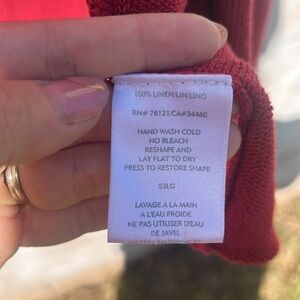 100% LINEN/LIN/LINO
RN# 78121/CA#34460
HAND WASH COLD
NO BLEACH
RESHAPE AND
LAY FLAT TO DRY
PRESS TO RESTORE SHAPE
53LG
LAVAGE A LA MAIN
A L'EAU FROIDE
NE PAS UTILISER D'EAU
DE JAVEL